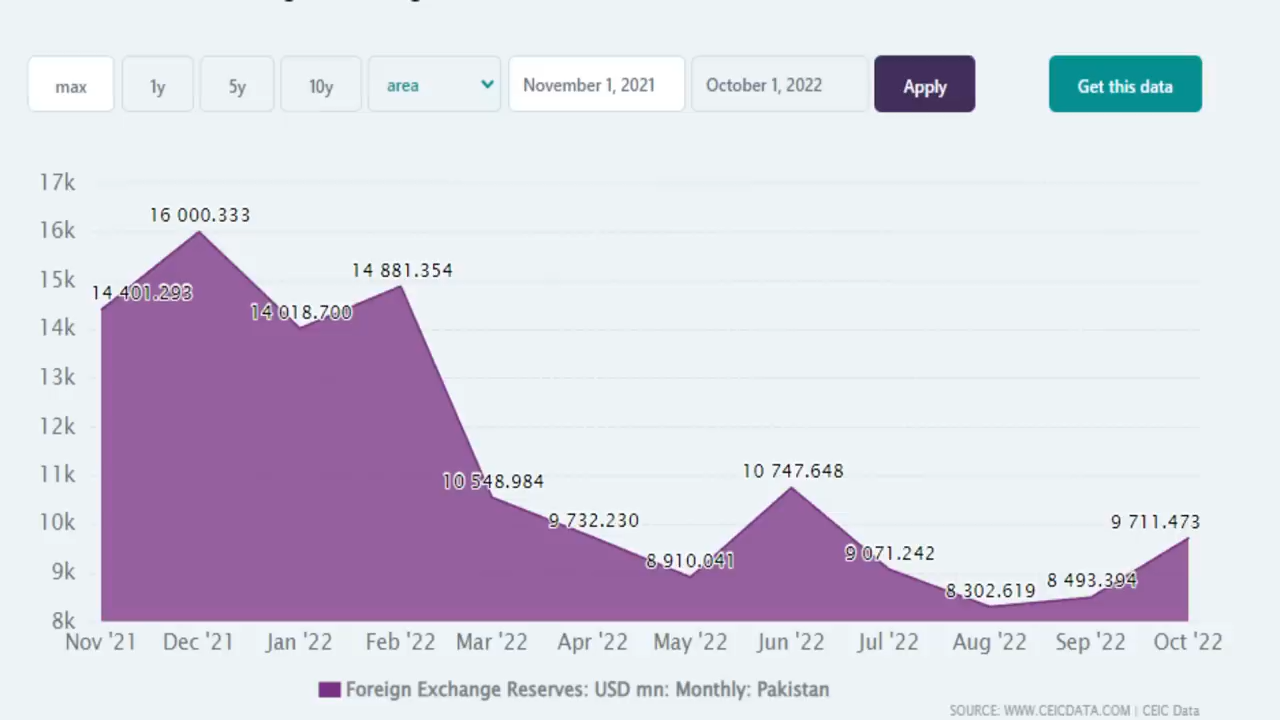 max 1y 5y 10y area November 1, 2021 October 1, 2022 Apply Get this data
17k
16 000.333
16k
14 881.354
15k
14 401.293
14 018.700
14k
13k
12k
11k
10 747.648
10 548.984
10k
9 732.230
9 711.473
9 071.242
8 910.041
9k
8 493.394
8 302.619
8k
Nov '21 Dec '21 Jan '22 Feb '22 Mar '22 Apr '22 May '22 Jun '22 Jul '22 Aug '22 Sep '22 Oct '22
Foreign Exchange Reserves: USD mn: Monthly: Pakistan
SOURCE: WWW.CEICDATA.COM | CEIC Data